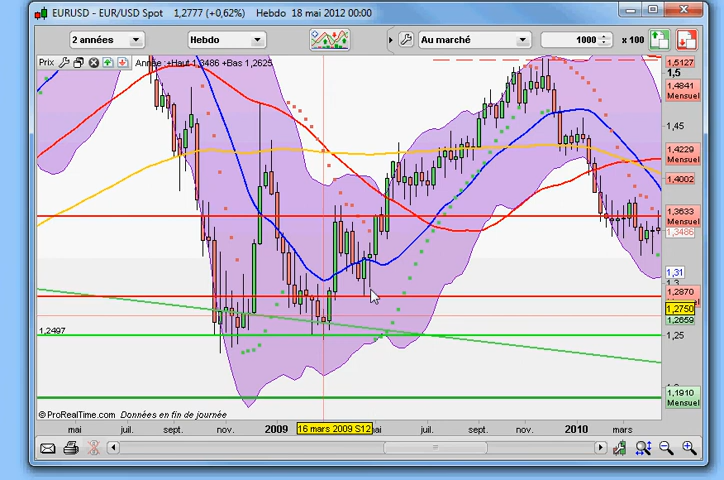 EURUSD - EUR/USD Spot 1,2777 (+0,62%) Hebdo 18 mai 2012 00:00
2 années Hebdo Au marché 1000 x 100
Prix Année :+Haut 1,3486 +Bas 1,2625
1,5127
1,5
1,4841
Mensuel
1,45
1,4229
Mensuel
1,4002
1,3633
Mensuel
1,3486
1,31
1,2870
1,2750
1,2659
1,2497
1,25
1,1910
Mensuel
© ProRealTime.com Données en fin de journée
mai juil. sept. nov. 2009 16 mars 2009 S12 mai juil. sept. nov. 2010 mars